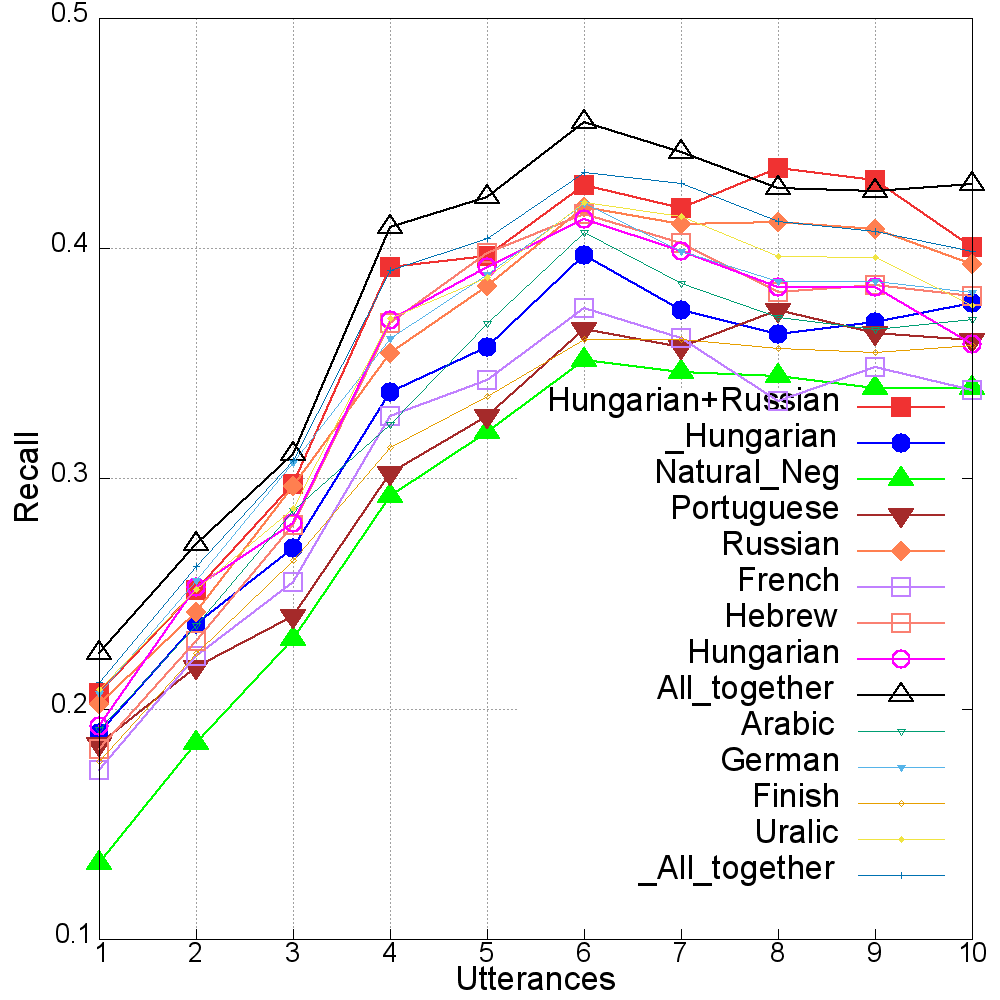 0.5
0.4
0.3
0.2
0.1
Recall
Hungarian+Russian
_Hungarian
Natural_Neg
Portuguese
Russian
French
Hebrew
Hungarian
All_together
Arabic
German
Finish
Uralic
_All_together
1 2 3 4 5 6 7 8 9 10
Utterances